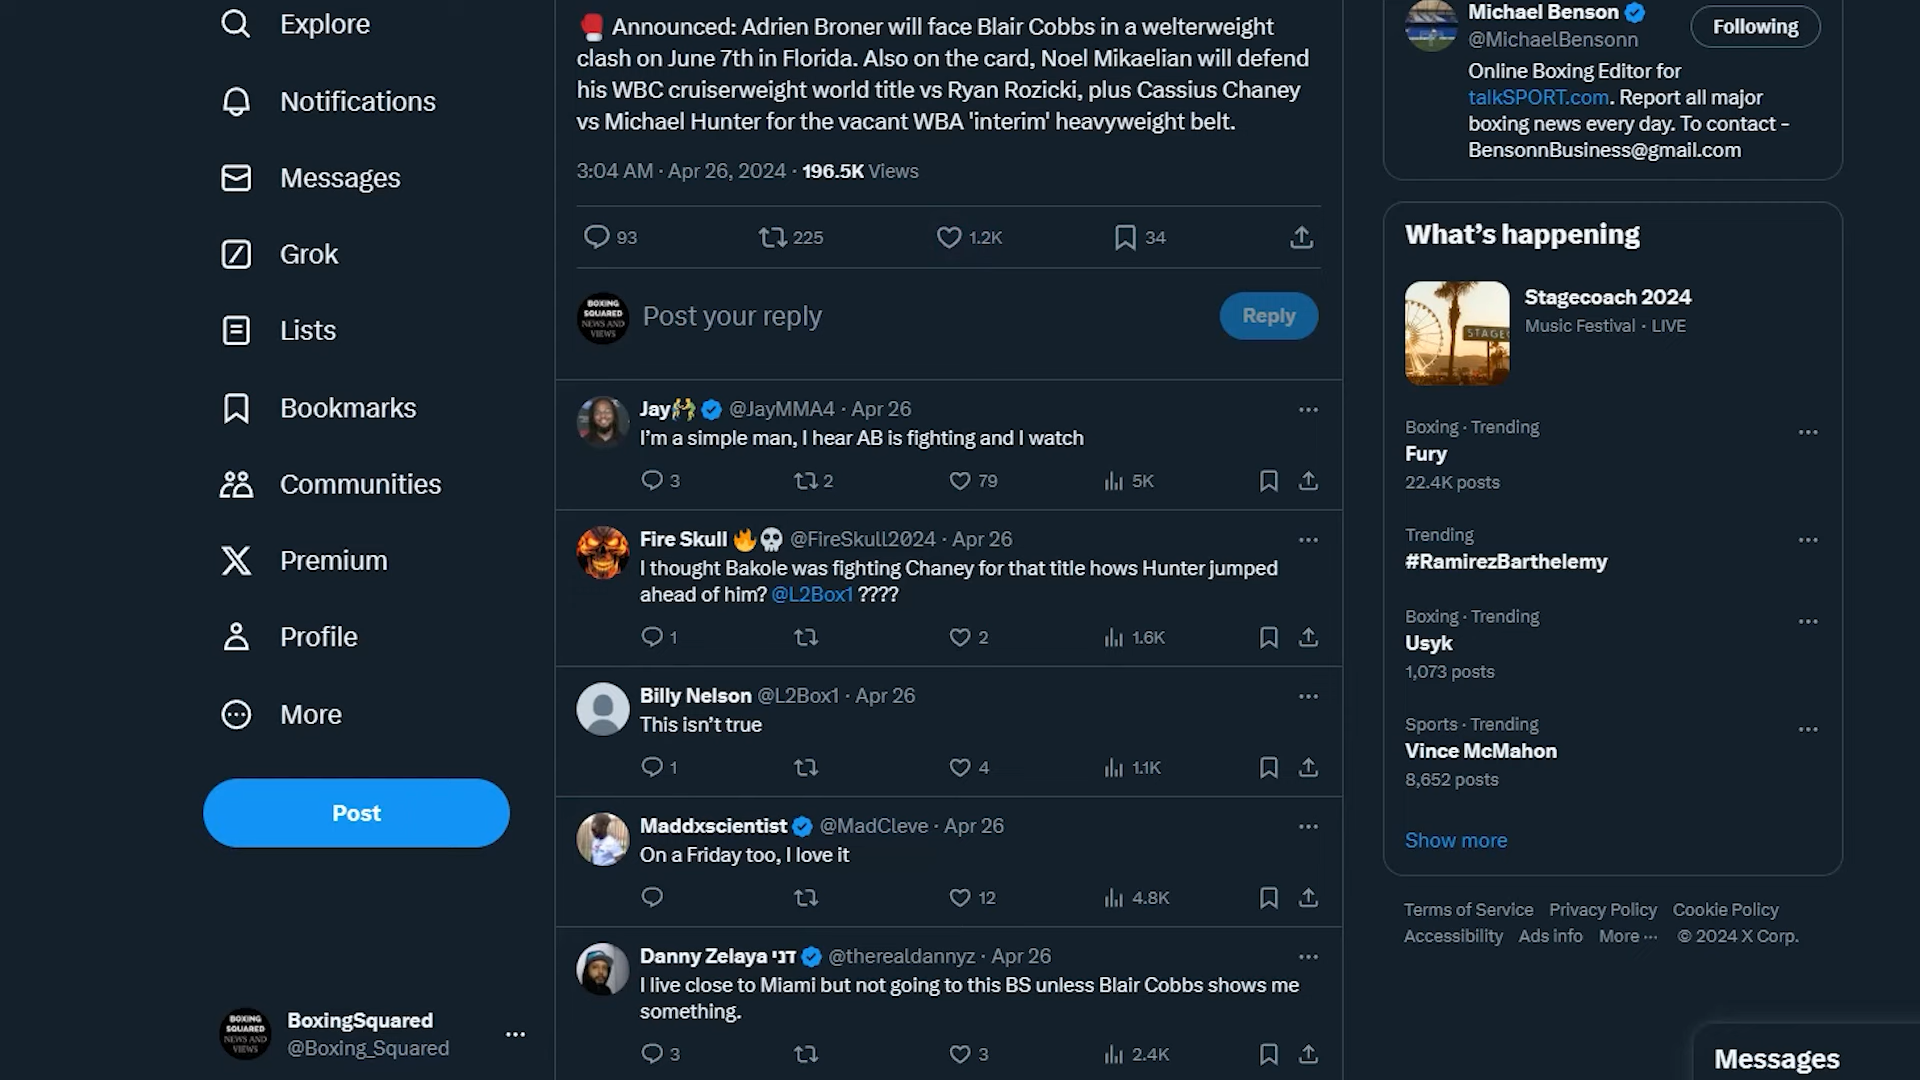 Explore
Notifications
Messages
Grok
Lists
Bookmarks
Communities
Premium
Profile
More
Post
BoxingSquared
@Boxing_Squared
🥊 Announced: Adrien Broner will face Blair Cobbs in a welterweight
clash on June 7th in Florida. Also on the card, Noel Mikaelian will defend
his WBC cruiserweight world title vs Ryan Rozicki, plus Cassius Chaney
vs Michael Hunter for the vacant WBA 'interim' heavyweight belt.
3:04 AM · Apr 26, 2024 · 196.5K Views
93 225 1.2K 34
BOXING
SQUARED
NEWS AND
VIEWS
Post your reply
Reply
Jay @JayMMA4 · Apr 26
I'm a simple man, I hear AB is fighting and I watch
3 2 79 5K
Fire Skull 🔥💀 @FireSkull2024 · Apr 26
I thought Bakole was fighting Chaney for that title hows Hunter jumped
ahead of him? @L2Box1 ????
1 2 1.6K
Billy Nelson @L2Box1 · Apr 26
This isn't true
1 4 1.1K
Maddxscientist @MadCleve · Apr 26
On a Friday too, I love it
12 4.8K
Danny Zelaya דני @therealdannyz · Apr 26
I live close to Miami but not going to this BS unless Blair Cobbs shows me
something.
3 3 2.4K
BOXING
SQUARED
NEWS AND
VIEWS
Michael Benson
@MichaelBensonn
Following
Online Boxing Editor for
talkSPORT.com. Report all major
boxing news every day. To contact -
BensonnBusiness@gmail.com
What's happening
STAGE
Stagecoach 2024
Music Festival · LIVE
Boxing · Trending
Fury
22.4K posts
Trending
#RamirezBarthelemy
Boxing · Trending
Usyk
1,073 posts
Sports · Trending
Vince McMahon
8,652 posts
Show more
Terms of Service Privacy Policy Cookie Policy
Accessibility Ads info More ··· © 2024 X Corp.
Messages